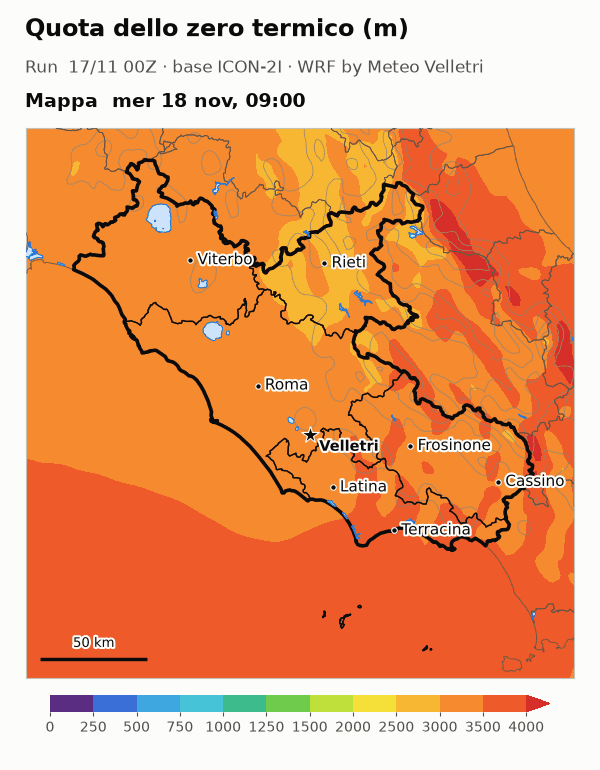 Quota dello zero termico (m)
Run  17/11 00Z · base ICON-2I · WRF by Meteo Velletri
Mappa  mer 18 nov, 09:00
Viterbo
Rieti
Roma
Velletri
Frosinone
Cassino
Latina
Terracina
50 km
0 250 500 750 1000 1250 1500 2000 2500 3000 3500 4000